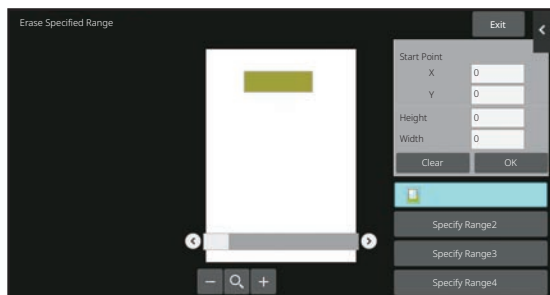 Erase Specified Range
Exit
Start Point
X 0
Y 0
Height 0
Width 0
Clear OK
Specify Range2
Specify Range3
Specify Range4